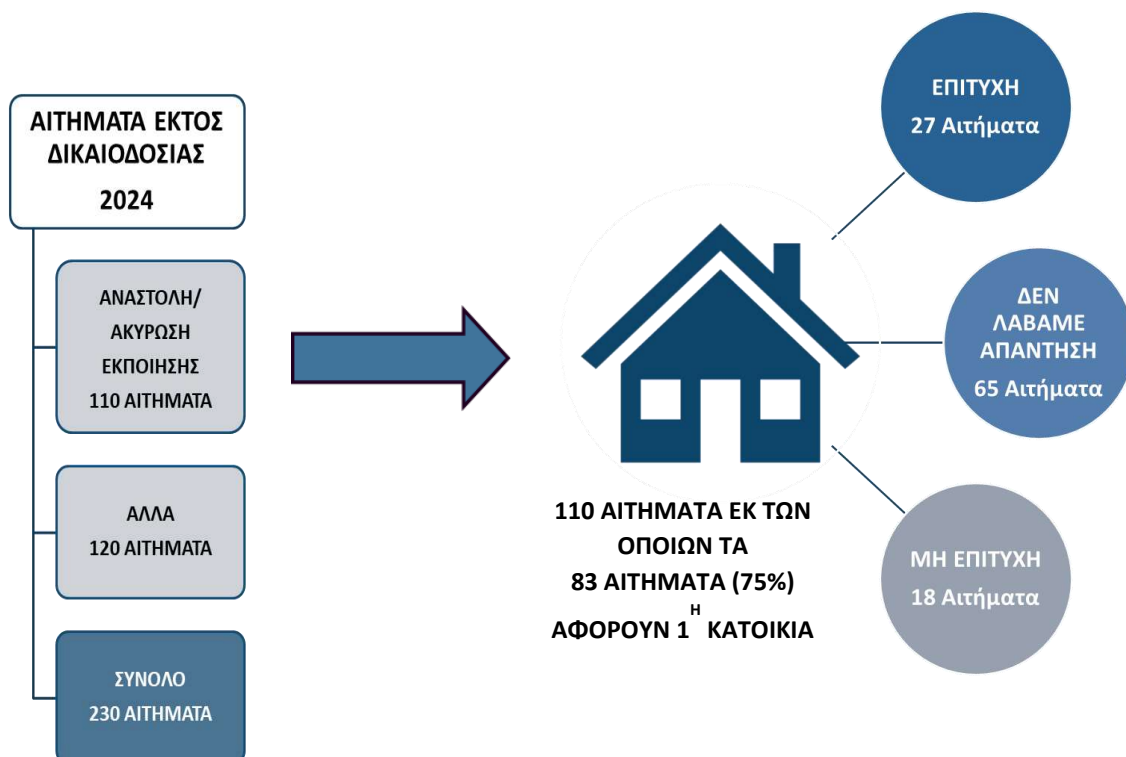 ΑΙΤΗΜΑΤΑ ΕΚΤΟΣ
ΔΙΚΑΙΟΔΟΣΙΑΣ
2024
ΑΝΑΣΤΟΛΗ/
ΑΚΥΡΩΣΗ
ΕΚΠΟΙΗΣΗΣ
110 ΑΙΤΗΜΑΤΑ
ΑΛΛΑ
120 ΑΙΤΗΜΑΤΑ
ΣΥΝΟΛΟ
230 ΑΙΤΗΜΑΤΑ
110 ΑΙΤΗΜΑΤΑ ΕΚ ΤΩΝ
ΟΠΟΙΩΝ ΤΑ
83 ΑΙΤΗΜΑΤΑ (75%)
ΑΦΟΡΟΥΝ 1Η ΚΑΤΟΙΚΙΑ
ΕΠΙΤΥΧΗ
27 Αιτήματα
ΔΕΝ
ΛΑΒΑΜΕ
ΑΠΑΝΤΗΣΗ
65 Αιτήματα
ΜΗ ΕΠΙΤΥΧΗ
18 Αιτήματα